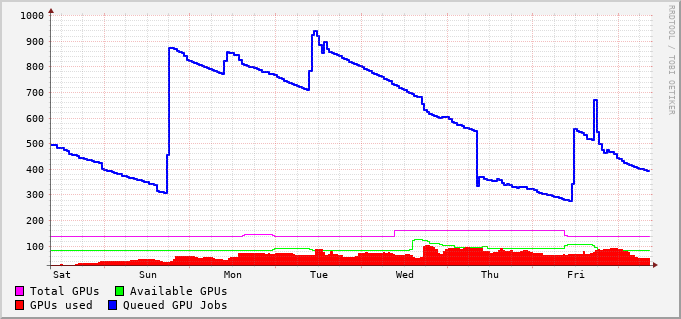 1000
900
800
700
600
500
400
300
200
100
Sat Sun Mon Tue Wed Thu Fri
Total GPUs Available GPUs
GPUs used Queued GPU Jobs
RRDTOOL / TOBI OETIKER